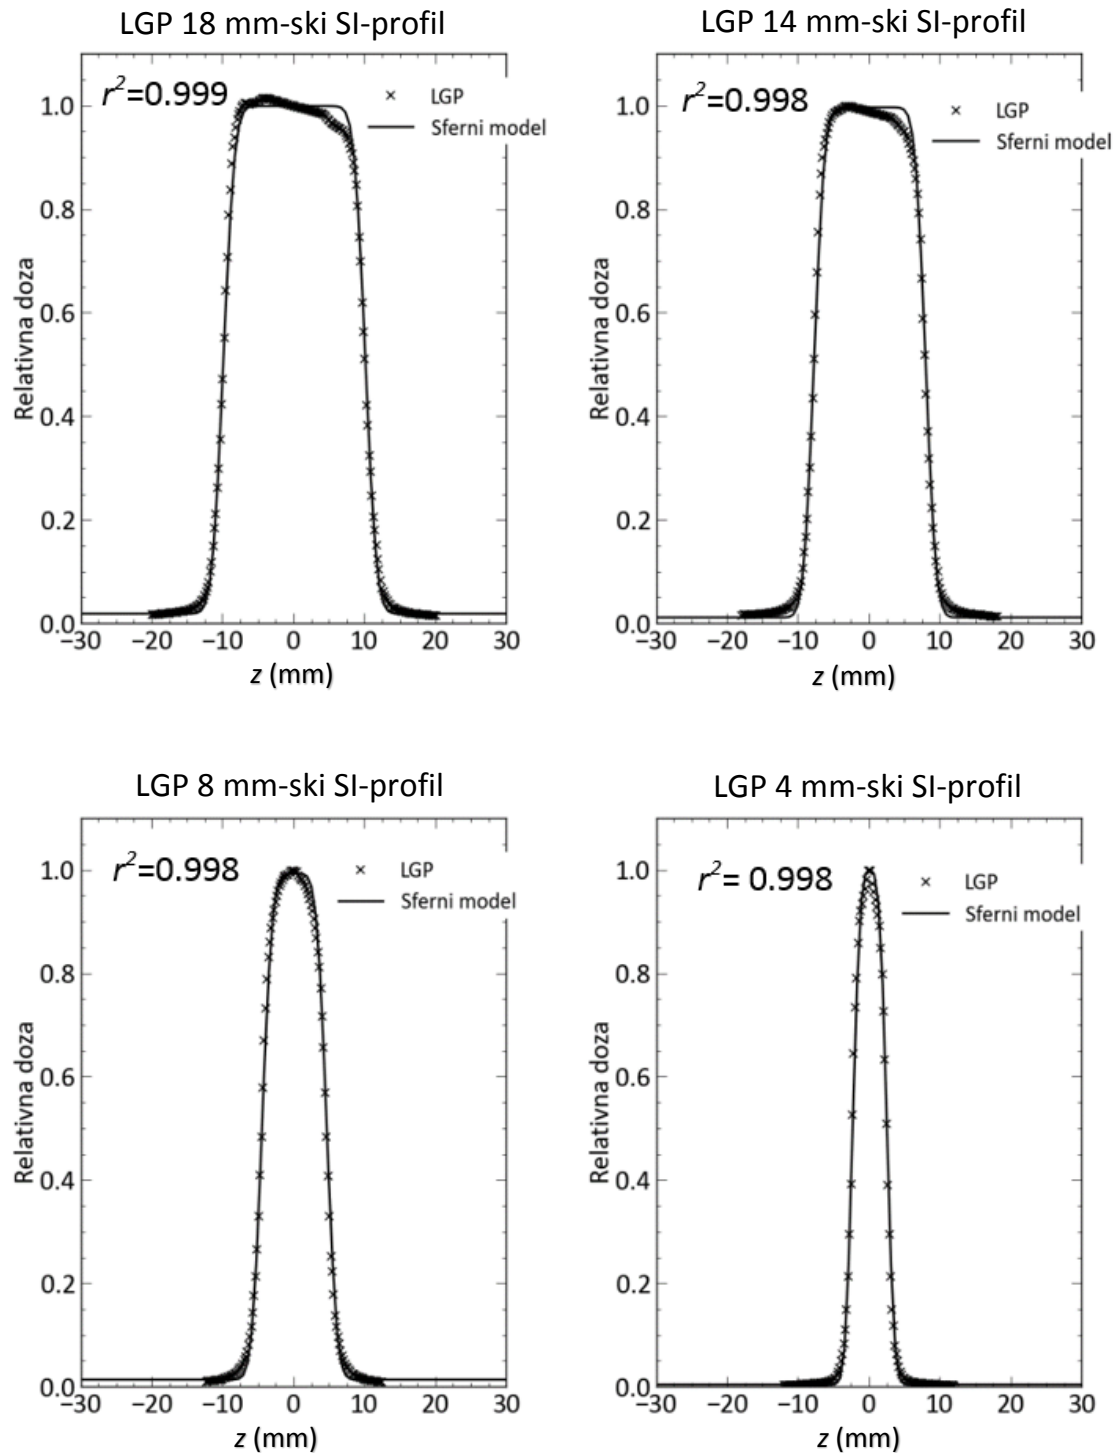 LGP 18 mm-ski SI-profil
r²=0.999
LGP
Sferni model
Relativna doza
1.0
0.8
0.6
0.4
0.2
0.0
−30 −20 −10 0 10 20 30
z (mm)
LGP 14 mm-ski SI-profil
r²=0.998
LGP
Sferni model
Relativna doza
1.0
0.8
0.6
0.4
0.2
0.0
−30 −20 −10 0 10 20 30
z (mm)
LGP 8 mm-ski SI-profil
r²=0.998
LGP
Sferni model
Relativna doza
1.0
0.8
0.6
0.4
0.2
0.0
−30 −20 −10 0 10 20 30
z (mm)
LGP 4 mm-ski SI-profil
r²= 0.998
LGP
Sferni model
Relativna doza
1.0
0.8
0.6
0.4
0.2
0.0
−30 −20 −10 0 10 20 30
z (mm)